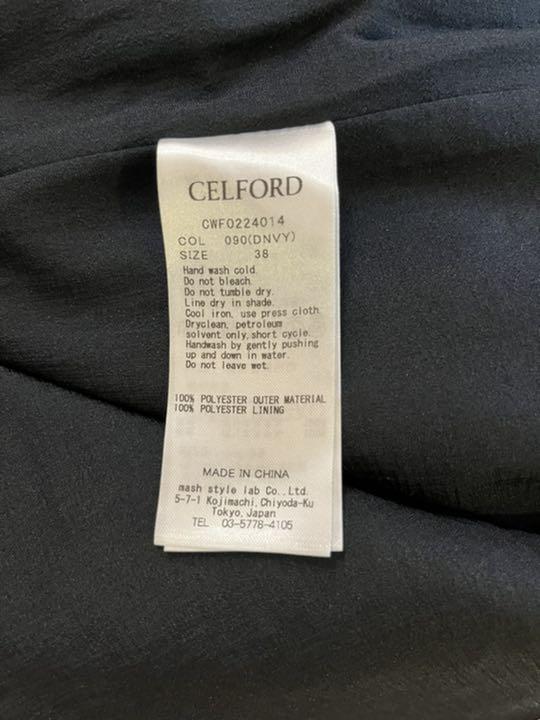 CELFORD
CWF0224014
COL 090(DNVY)
SIZE 38
Hand wash cold.
Do not bleach.
Do not tumble dry.
Line dry in shade.
Cool iron, use press cloth.
Dryclean, petroleum
solvent only, short cycle.
Handwash by gently pushing
up and down in water.
Do not leave wet.
100% POLYESTER OUTER MATERIAL
100% POLYESTER LINING
MADE IN CHINA
mash style lab Co., Ltd.
5-7-1 Kojimachi, Chiyoda-Ku
Tokyo, Japan
TEL 03-5778-4105